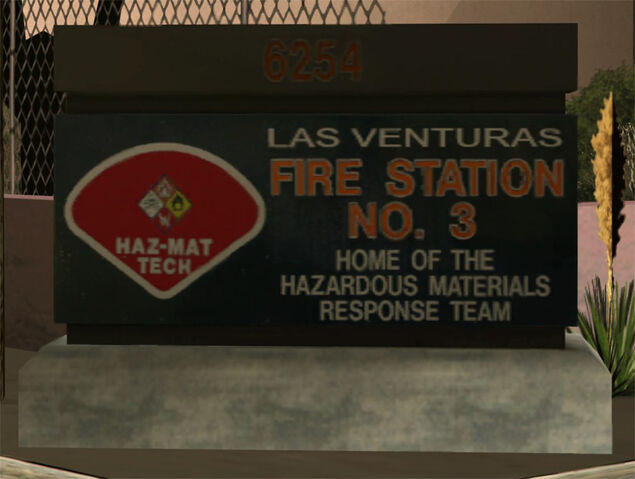 6254
LAS VENTURAS
FIRE STATION
NO. 3
HOME OF THE
HAZARDOUS MATERIALS
RESPONSE TEAM
HAZ-MAT
TECH